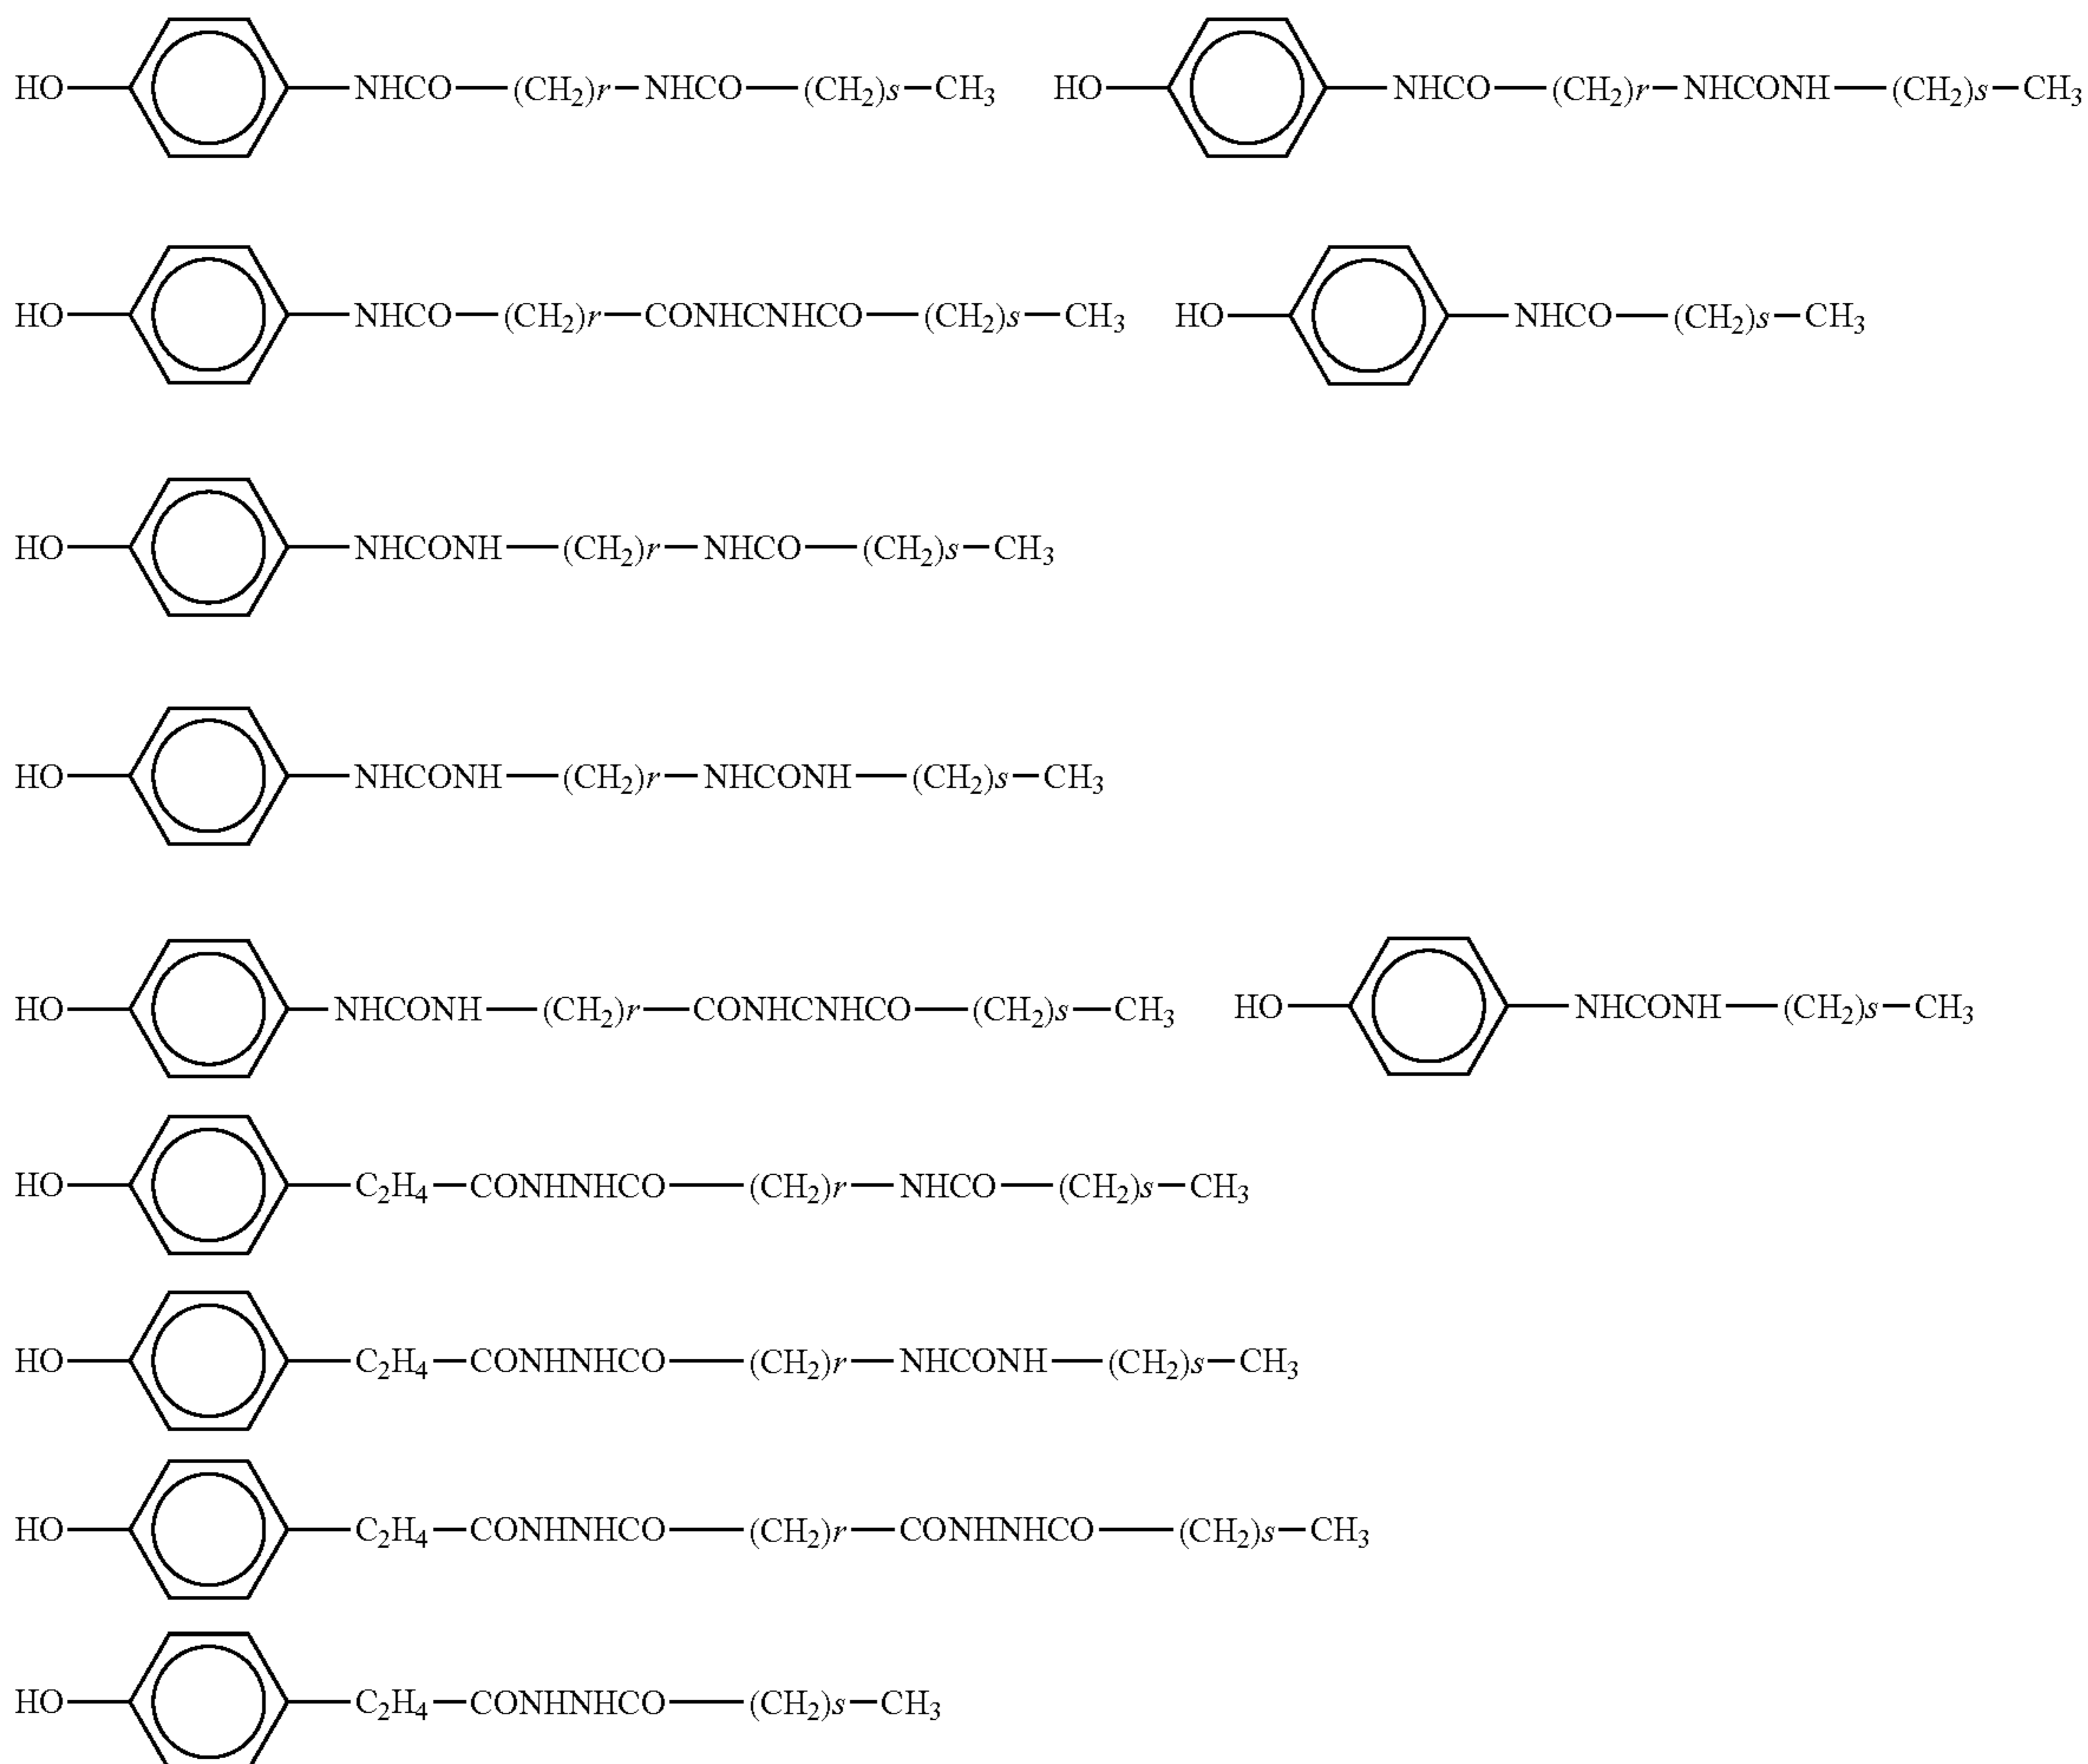 HO NHCO (CH2)r NHCO (CH2)s CH3 HO NHCO (CH2)r NHCONH (CH2)s CH3
HO NHCO (CH2)r CONHCNHCO (CH2)s CH3 HO NHCO (CH2)s CH3
HO NHCONH (CH2)r NHCO (CH2)s CH3
HO NHCONH (CH2)r NHCONH (CH2)s CH3
HO NHCONH (CH2)r CONHCNHCO (CH2)s CH3 HO NHCONH (CH2)s CH3
HO C2H4 CONHNHCO (CH2)r NHCO (CH2)s CH3
HO C2H4 CONHNHCO (CH2)r NHCONH (CH2)s CH3
HO C2H4 CONHNHCO (CH2)r CONHNHCO (CH2)s CH3
HO C2H4 CONHNHCO (CH2)s CH3